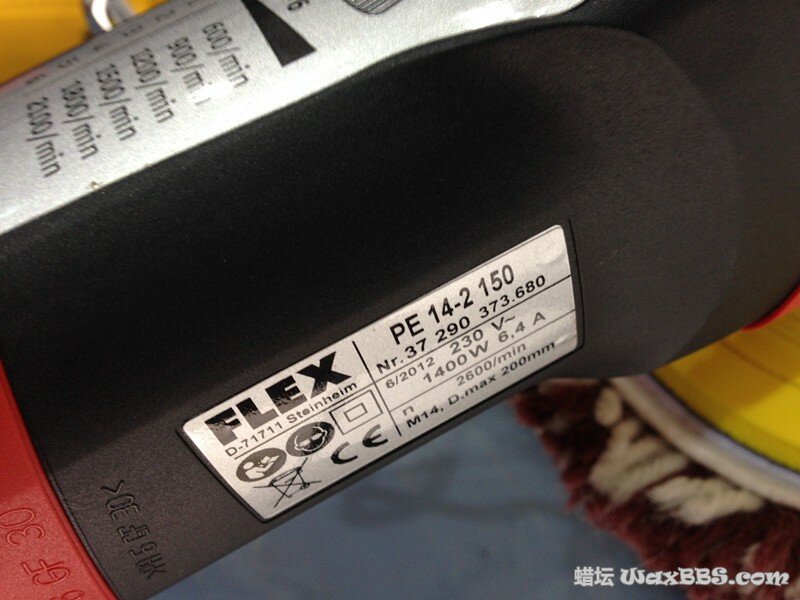 6
600/min
900/min
1200/min
1500/min
1800/min
2100/min
FLEX
D-71711 Steinheim
CE
PE 14-2 150
Nr. 37 290 373.680
6/2012 230 V~
1400W 6,4 A
n 2600/min
M14, D.max 200mm
GF 30
蜡坛 WaxBBS.com